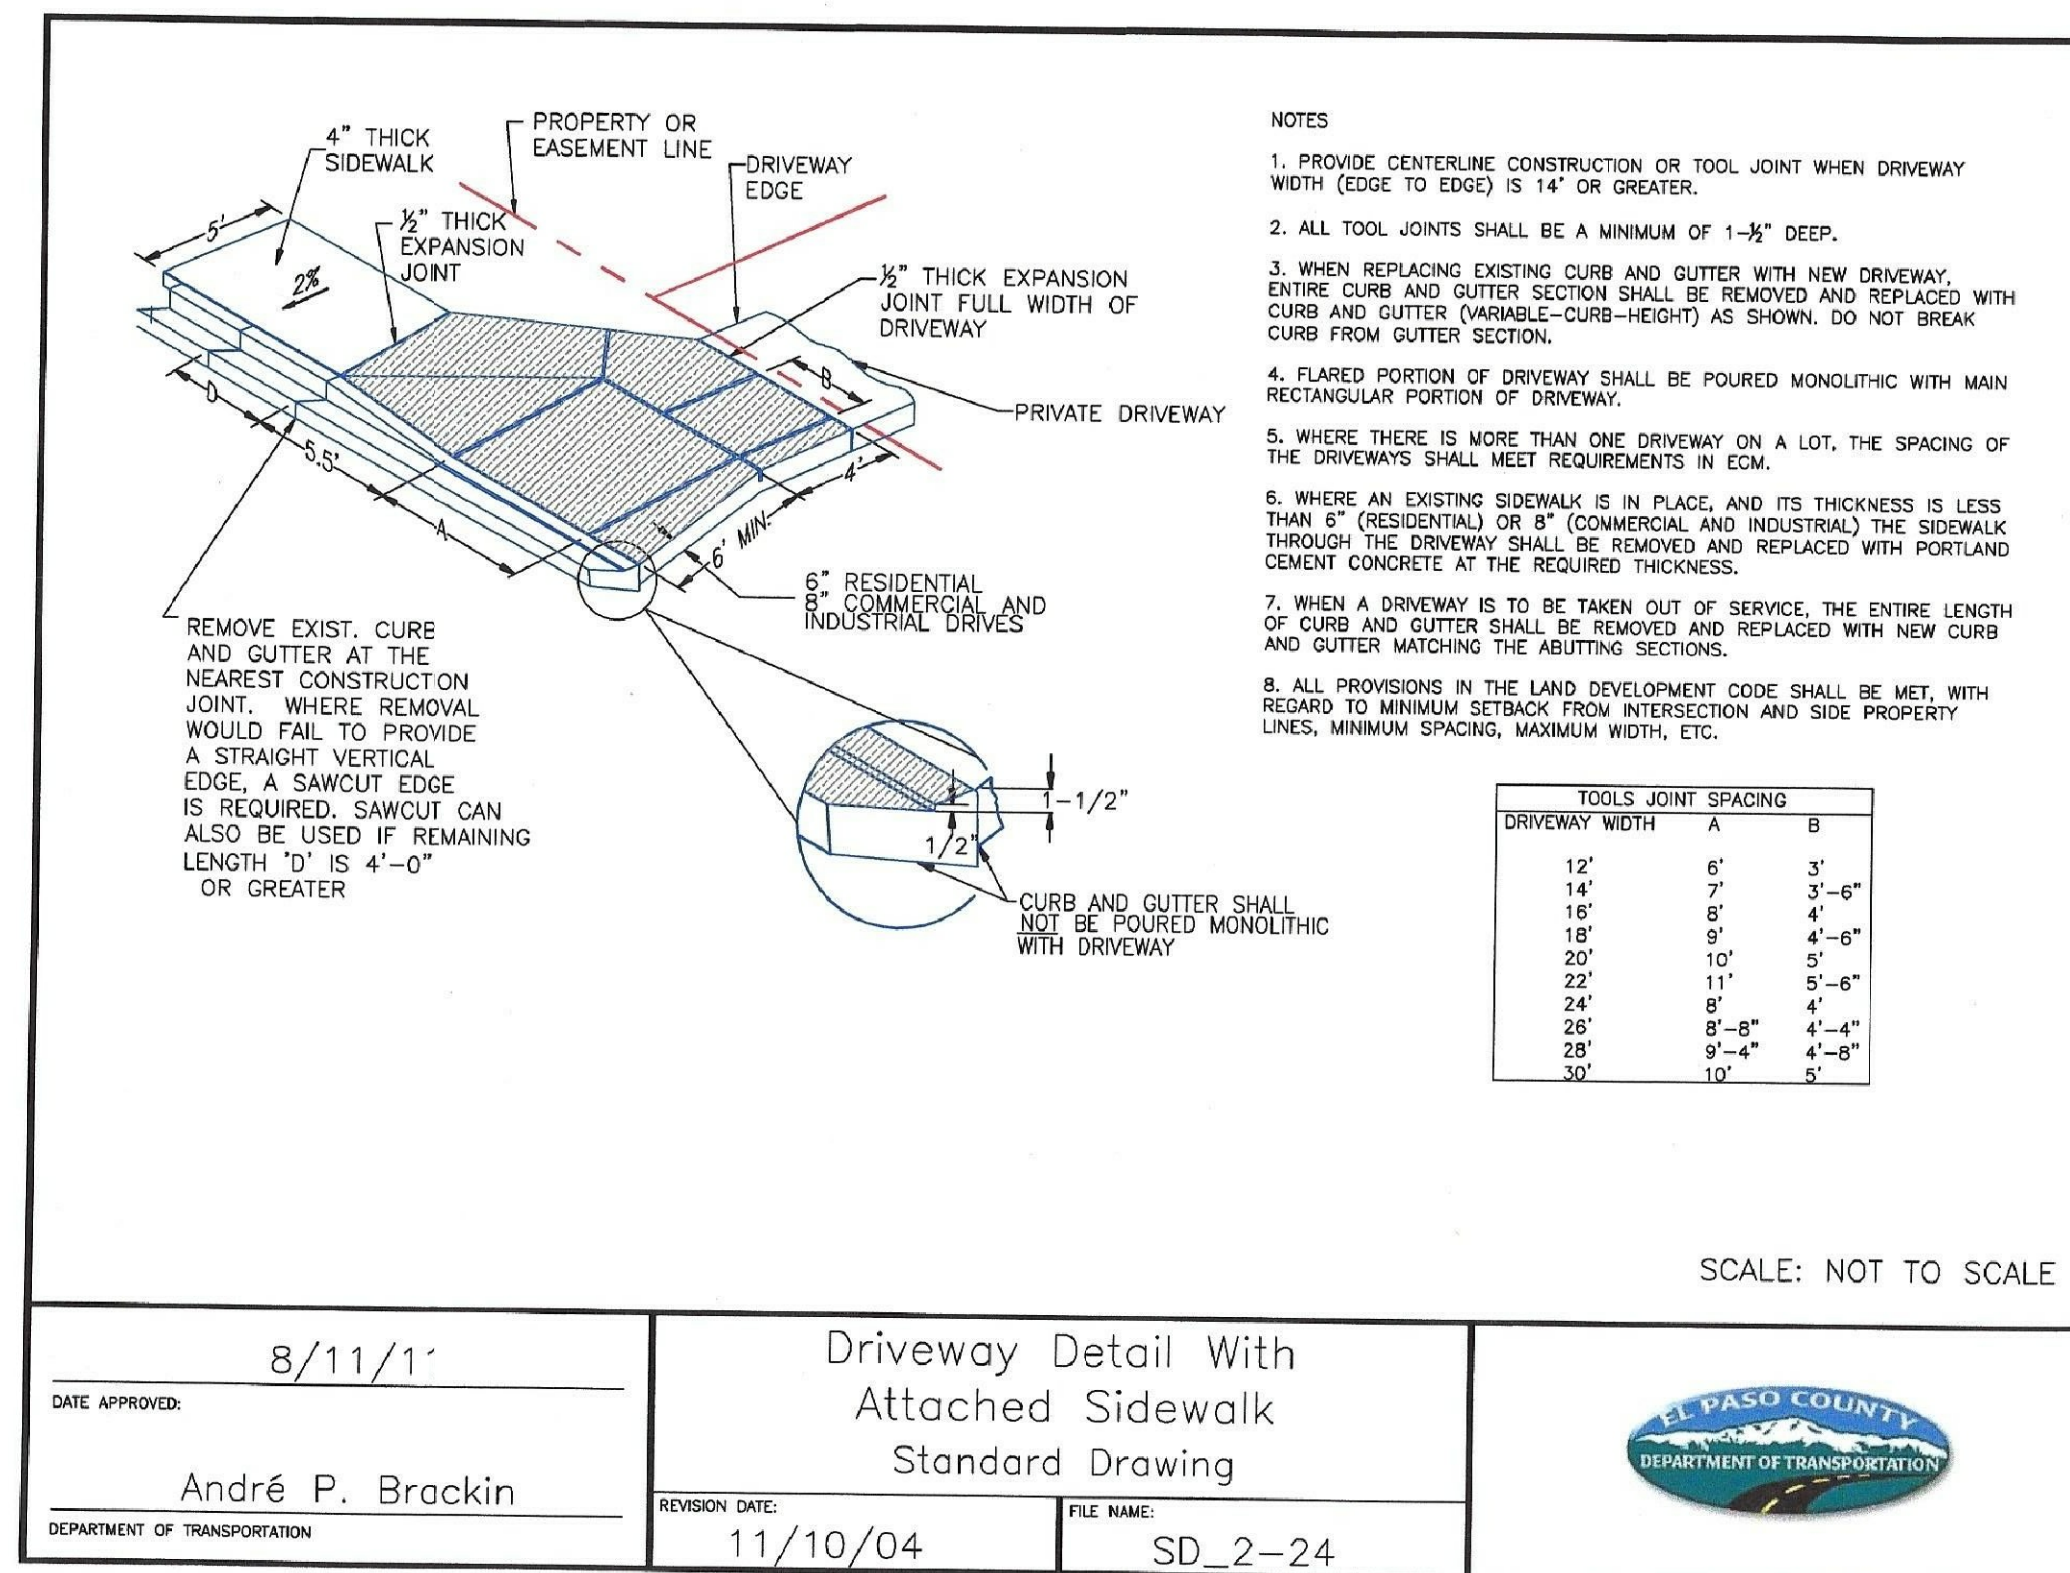 4" THICK
SIDEWALK
PROPERTY OR
EASEMENT LINE
DRIVEWAY
EDGE
½" THICK
EXPANSION
JOINT
5'
2%
½" THICK EXPANSION
JOINT FULL WIDTH OF
DRIVEWAY
B
PRIVATE DRIVEWAY
D
5.5'
A
4'
6' MIN.
6" RESIDENTIAL
8" COMMERCIAL AND
INDUSTRIAL DRIVES
REMOVE EXIST. CURB
AND GUTTER AT THE
NEAREST CONSTRUCTION
JOINT. WHERE REMOVAL
WOULD FAIL TO PROVIDE
A STRAIGHT VERTICAL
EDGE, A SAWCUT EDGE
IS REQUIRED. SAWCUT CAN
ALSO BE USED IF REMAINING
LENGTH 'D' IS 4'-0"
OR GREATER
1-1/2"
1/2"
CURB AND GUTTER SHALL
NOT BE POURED MONOLITHIC
WITH DRIVEWAY
NOTES
1. PROVIDE CENTERLINE CONSTRUCTION OR TOOL JOINT WHEN DRIVEWAY
WIDTH (EDGE TO EDGE) IS 14' OR GREATER.
2. ALL TOOL JOINTS SHALL BE A MINIMUM OF 1-½" DEEP.
3. WHEN REPLACING EXISTING CURB AND GUTTER WITH NEW DRIVEWAY,
ENTIRE CURB AND GUTTER SECTION SHALL BE REMOVED AND REPLACED WITH
CURB AND GUTTER (VARIABLE-CURB-HEIGHT) AS SHOWN. DO NOT BREAK
CURB FROM GUTTER SECTION.
4. FLARED PORTION OF DRIVEWAY SHALL BE POURED MONOLITHIC WITH MAIN
RECTANGULAR PORTION OF DRIVEWAY.
5. WHERE THERE IS MORE THAN ONE DRIVEWAY ON A LOT, THE SPACING OF
THE DRIVEWAYS SHALL MEET REQUIREMENTS IN ECM.
6. WHERE AN EXISTING SIDEWALK IS IN PLACE, AND ITS THICKNESS IS LESS
THAN 6" (RESIDENTIAL) OR 8" (COMMERCIAL AND INDUSTRIAL) THE SIDEWALK
THROUGH THE DRIVEWAY SHALL BE REMOVED AND REPLACED WITH PORTLAND
CEMENT CONCRETE AT THE REQUIRED THICKNESS.
7. WHEN A DRIVEWAY IS TO BE TAKEN OUT OF SERVICE, THE ENTIRE LENGTH
OF CURB AND GUTTER SHALL BE REMOVED AND REPLACED WITH NEW CURB
AND GUTTER MATCHING THE ABUTTING SECTIONS.
8. ALL PROVISIONS IN THE LAND DEVELOPMENT CODE SHALL BE MET, WITH
REGARD TO MINIMUM SETBACK FROM INTERSECTION AND SIDE PROPERTY
LINES, MINIMUM SPACING, MAXIMUM WIDTH, ETC.
TOOLS JOINT SPACING
DRIVEWAY WIDTH A B
12' 6' 3'
14' 7' 3'-6"
16' 8' 4'
18' 9' 4'-6"
20' 10' 5'
22' 11' 5'-6"
24' 8' 4'
26' 8'-8" 4'-4"
28' 9'-4" 4'-8"
30' 10' 5'
SCALE: NOT TO SCALE
DATE APPROVED:
André P. Brackin
DEPARTMENT OF TRANSPORTATION
Driveway Detail With
Attached Sidewalk
Standard Drawing
REVISION DATE:
11/10/04
FILE NAME:
SD_2-24
EL PASO COUNTY
DEPARTMENT OF TRANSPORTATION